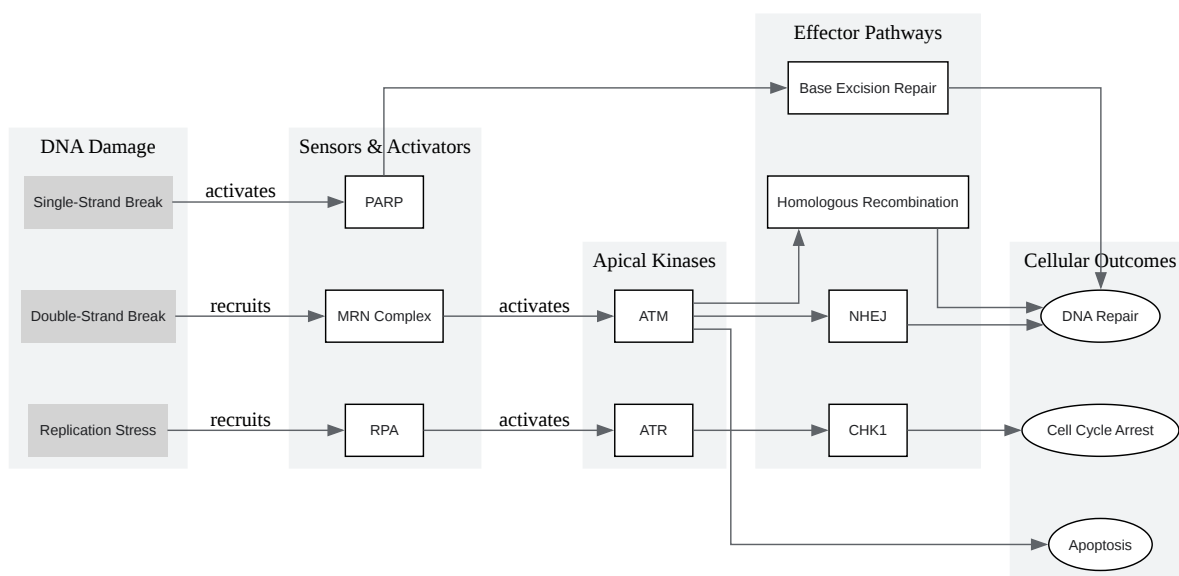 Effector Pathways
Base Excision Repair
DNA Damage
Sensors & Activators
Single-Strand Break
activates
PARP
Homologous Recombination
Apical Kinases
Cellular Outcomes
Double-Strand Break
recruits
MRN Complex
activates
ATM
NHEJ
DNA Repair
Replication Stress
recruits
RPA
activates
ATR
CHK1
Cell Cycle Arrest
Apoptosis